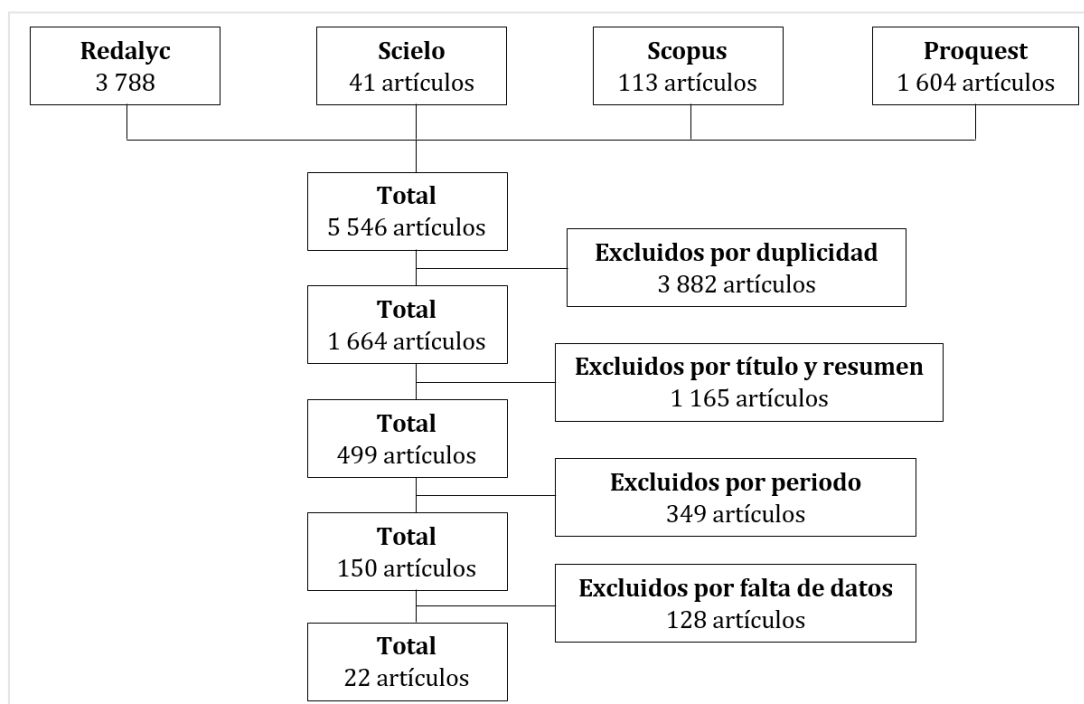 Redalyc
3 788
Scielo
41 artículos
Scopus
113 artículos
Proquest
1 604 artículos
Total
5 546 artículos
Excluidos por duplicidad
3 882 artículos
Total
1 664 artículos
Excluidos por título y resumen
1 165 artículos
Total
499 artículos
Excluidos por periodo
349 artículos
Total
150 artículos
Excluidos por falta de datos
128 artículos
Total
22 artículos